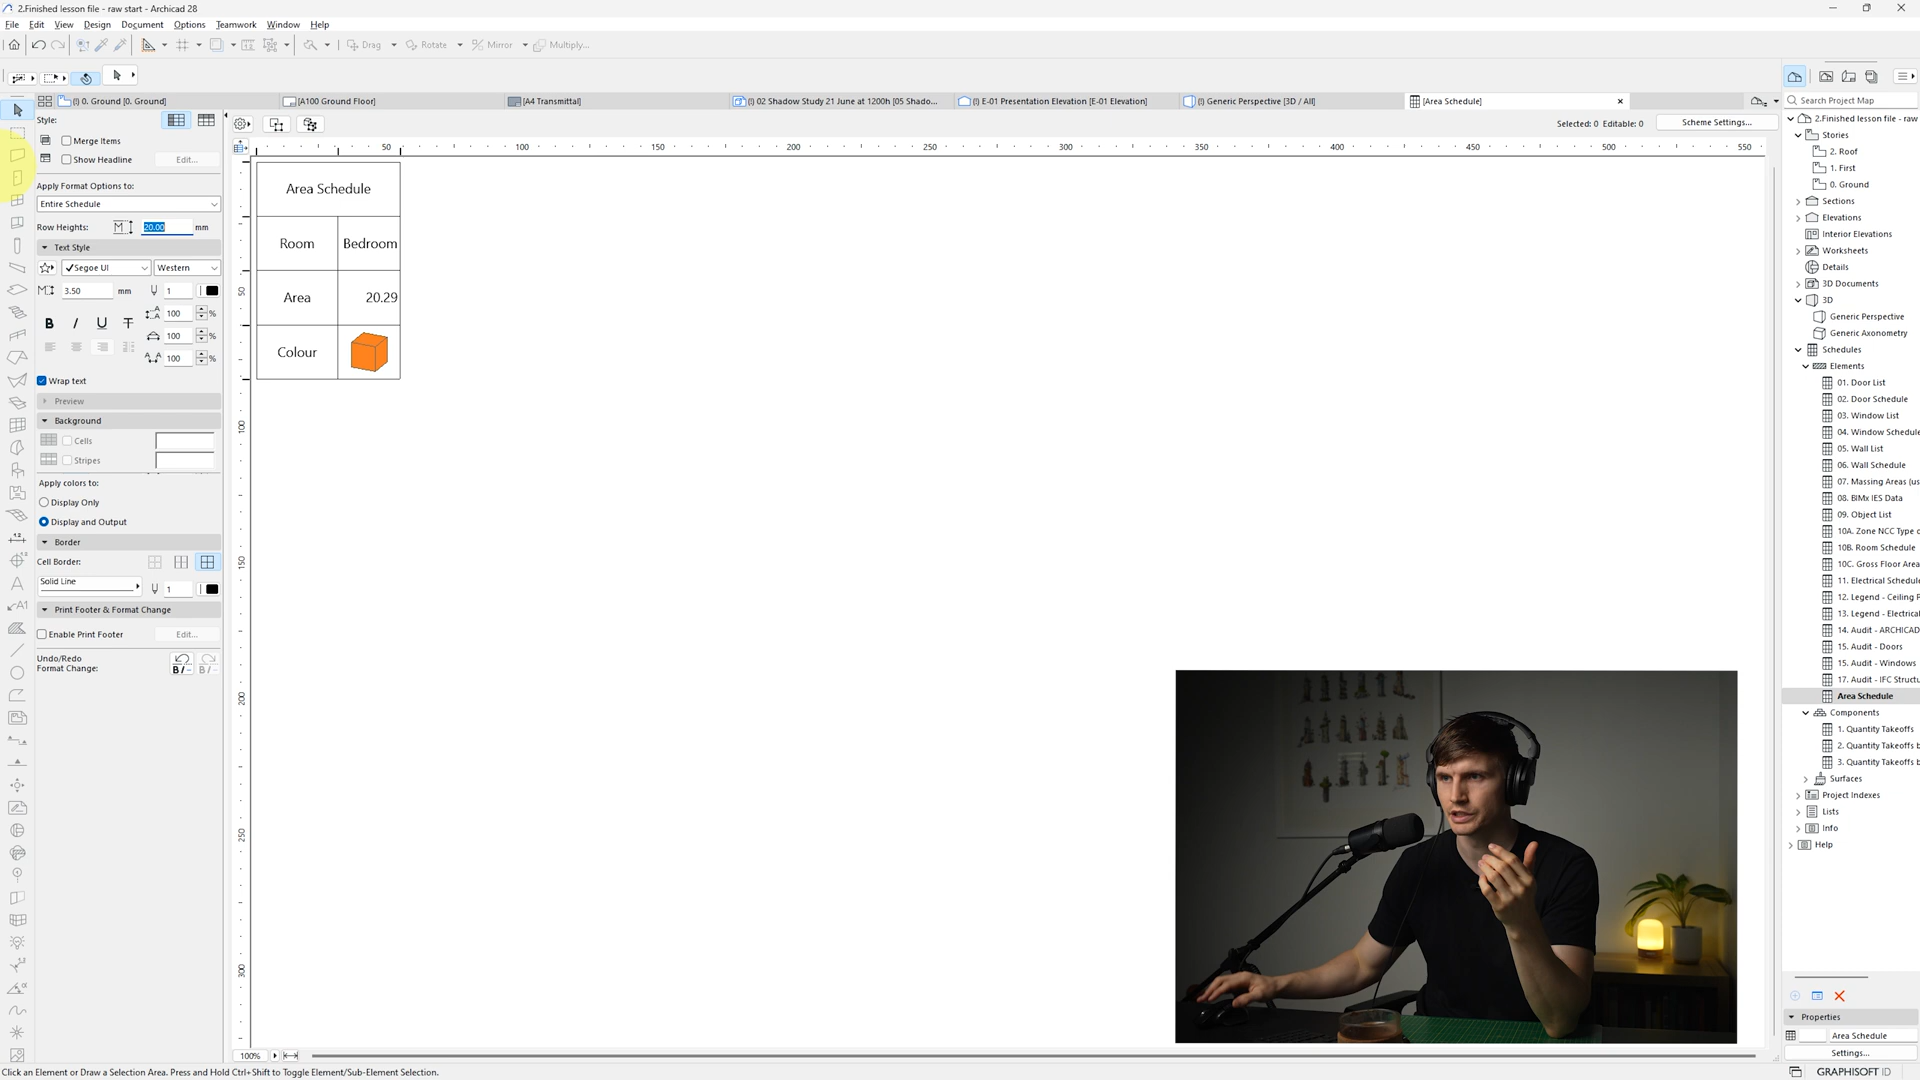 2.Finished lesson file - raw start - Archicad 28
File Edit View Design Document Options Teamwork Window Help
Drag Rotate Mirror Multiply...
(!) 0. Ground [0. Ground]
[A100 Ground Floor]
[A4 Transmittal]
(!) 02 Shadow Study 21 June at 1200h [05 Shado...
(!) E-01 Presentation Elevation [E-01 Elevation]
(!) Generic Perspective [3D / All]
[Area Schedule]
Search Project Map
Style:
Selected: 0 Editable: 0
Scheme Settings...
Merge Items
Show Headline
Edit...
Apply Format Options to:
Entire Schedule
Row Heights:
20.00
mm
Text Style
Segoe UI
Western
3.50
mm
1
100
%
B I U T
100
%
100
%
Wrap text
Preview
Background
Cells
Stripes
Apply colors to:
Display Only
Display and Output
Border
Cell Border:
Solid Line
1
Print Footer & Format Change
Enable Print Footer
Edit...
Undo/Redo
Format Change:
B I
B I
50 100 150 200 250 300 350 400 450 500 550
50
100
150
200
250
300
Area Schedule
Room Bedroom
Area 20.29
Colour
2.Finished lesson file - raw
Stories
2. Roof
1. First
0. Ground
Sections
Elevations
Interior Elevations
Worksheets
Details
3D Documents
3D
Generic Perspective
Generic Axonometry
Schedules
Elements
01. Door List
02. Door Schedule
03. Window List
04. Window Schedule
05. Wall List
06. Wall Schedule
07. Massing Areas (us
08. BIMx IES Data
09. Object List
10A. Zone NCC Type c
10B. Room Schedule
10C. Gross Floor Area
11. Electrical Schedule
12. Legend - Ceiling F
13. Legend - Electrica
14. Audit - ARCHICAD
15. Audit - Doors
15. Audit - Windows
17. Audit - IFC Structu
Area Schedule
Components
1. Quantity Takeoffs
2. Quantity Takeoffs b
3. Quantity Takeoffs b
Surfaces
Project Indexes
Lists
Info
Help
Properties
Area Schedule
Settings...
100%
Click an Element or Draw a Selection Area. Press and Hold Ctrl+Shift to Toggle Element/Sub-Element Selection.
GRAPHISOFT ID